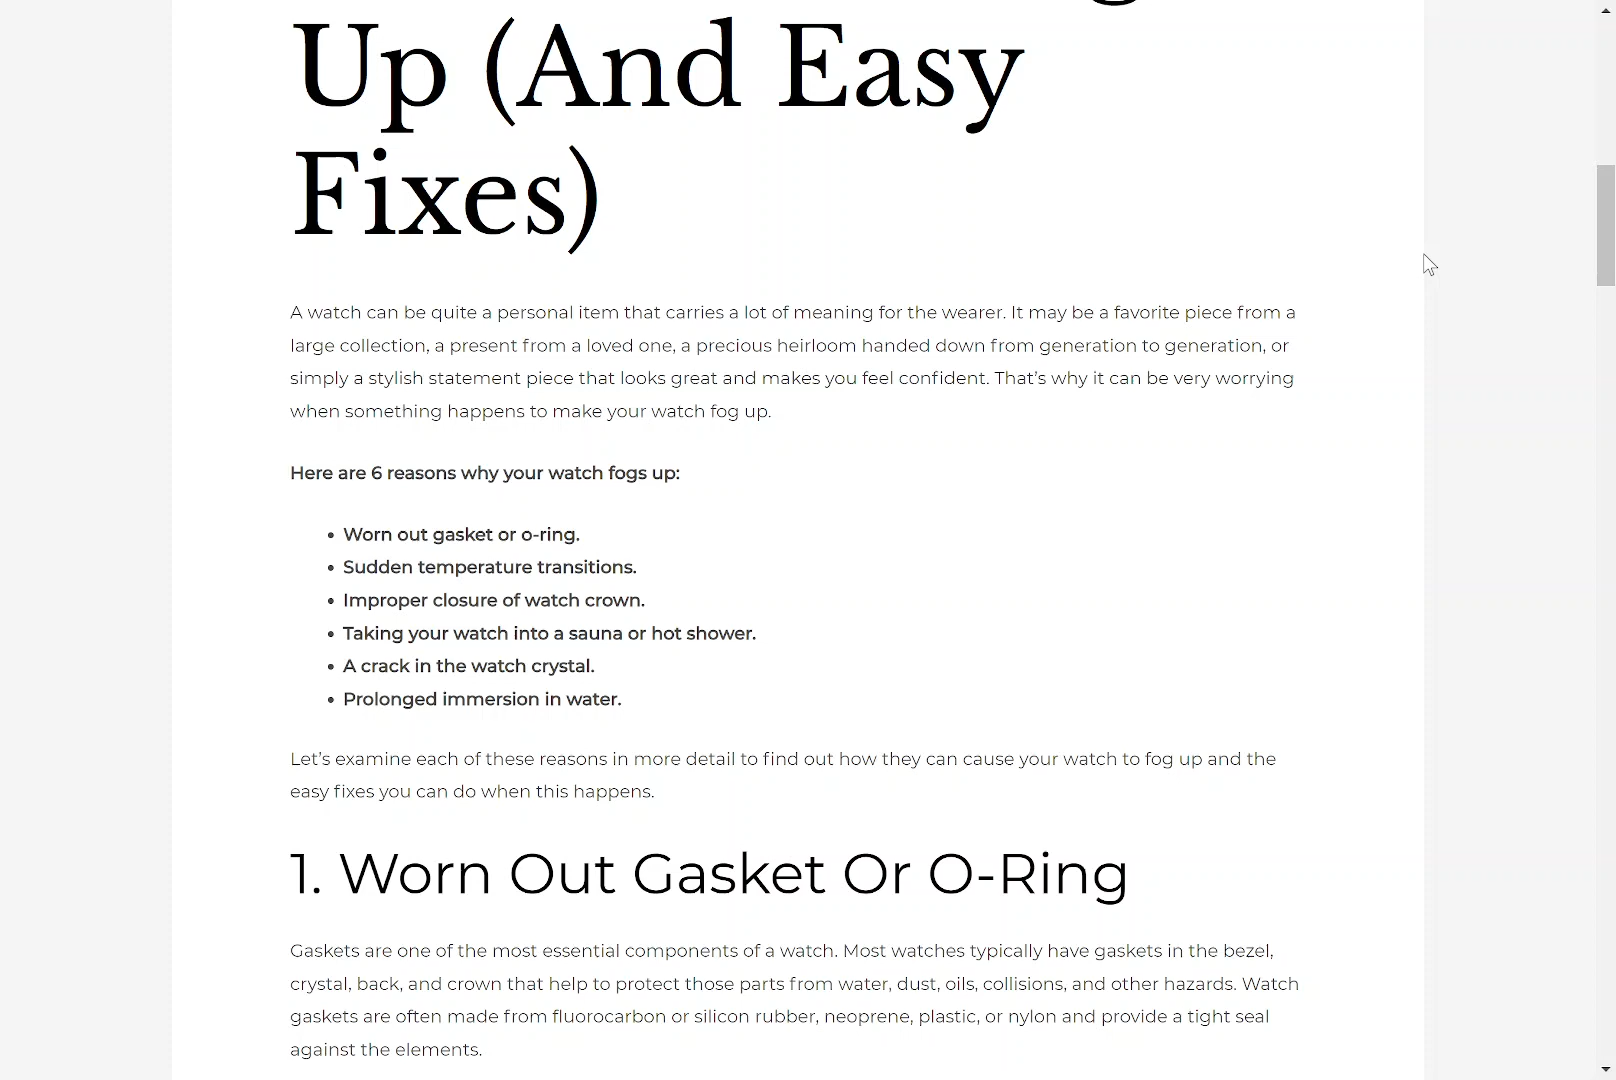 Up (And Easy
Fixes)
A watch can be quite a personal item that carries a lot of meaning for the wearer. It may be a favorite piece from a
large collection, a present from a loved one, a precious heirloom handed down from generation to generation, or
simply a stylish statement piece that looks great and makes you feel confident. That’s why it can be very worrying
when something happens to make your watch fog up.
Here are 6 reasons why your watch fogs up:
• Worn out gasket or o-ring.
• Sudden temperature transitions.
• Improper closure of watch crown.
• Taking your watch into a sauna or hot shower.
• A crack in the watch crystal.
• Prolonged immersion in water.
Let’s examine each of these reasons in more detail to find out how they can cause your watch to fog up and the
easy fixes you can do when this happens.
1. Worn Out Gasket Or O-Ring
Gaskets are one of the most essential components of a watch. Most watches typically have gaskets in the bezel,
crystal, back, and crown that help to protect those parts from water, dust, oils, collisions, and other hazards. Watch
gaskets are often made from fluorocarbon or silicon rubber, neoprene, plastic, or nylon and provide a tight seal
against the elements.